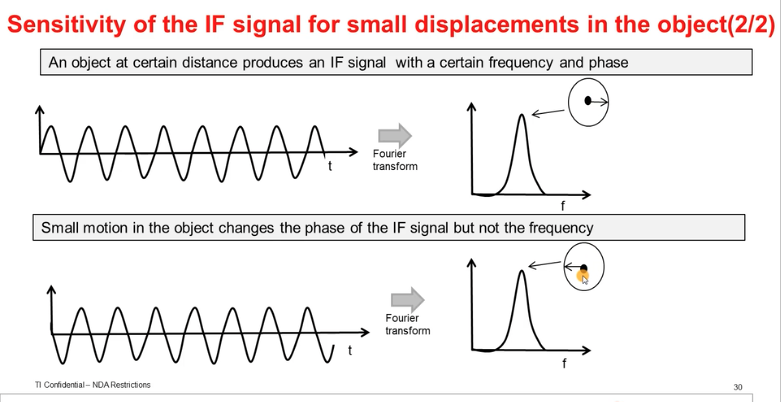 Sensitivity of the IF signal for small displacements in the object(2/2)
An object at certain distance produces an IF signal with a certain frequency and phase
Fourier
transform
t
f
Small motion in the object changes the phase of the IF signal but not the frequency
Fourier
transform
t
f
TI Confidential – NDA Restrictions
30